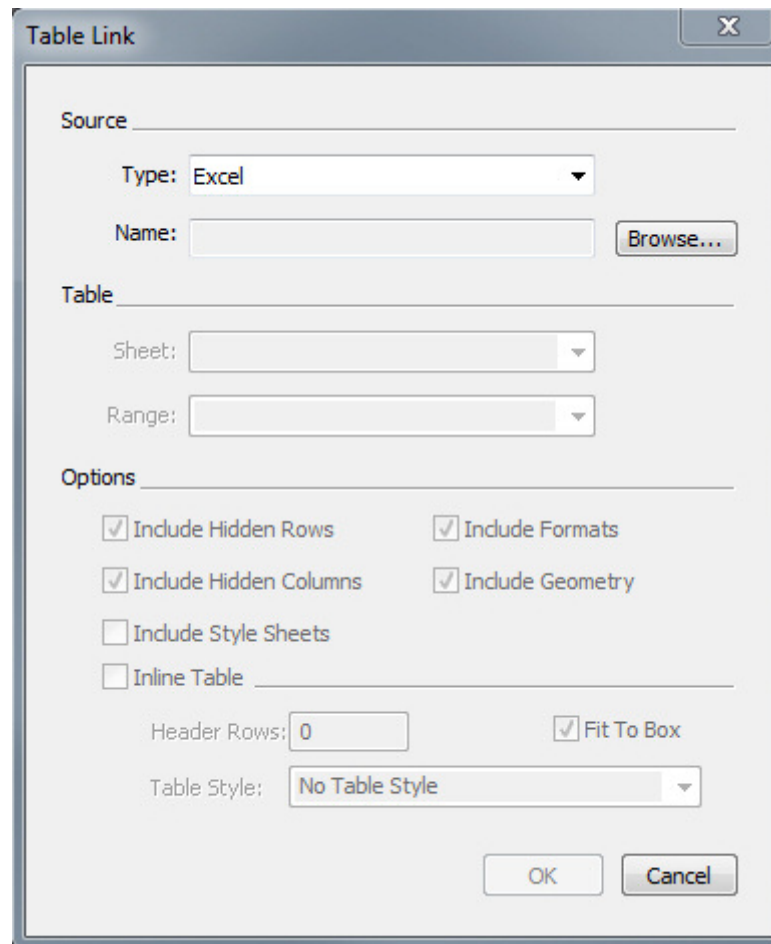 Table Link
Source
Type: Excel
Name: Browse...
Table
Sheet:
Range:
Options
Include Hidden Rows Include Formats
Include Hidden Columns Include Geometry
Include Style Sheets
Inline Table
Header Rows: 0 Fit To Box
Table Style: No Table Style
OK Cancel